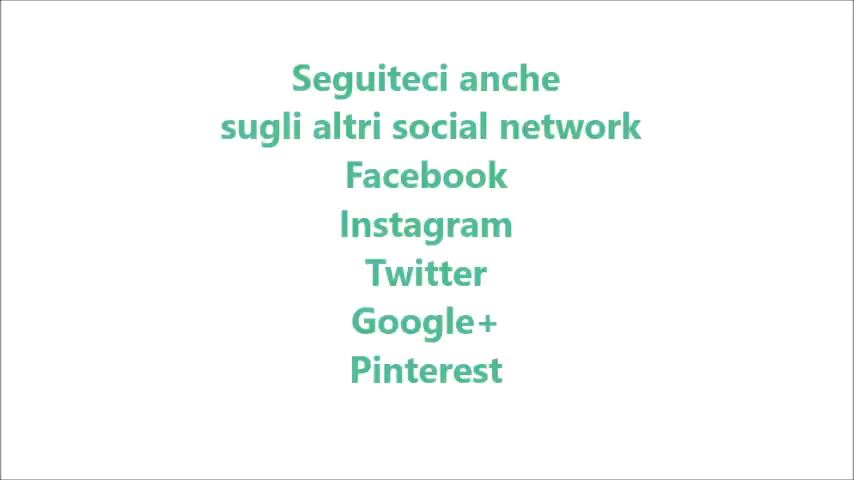 Seguiteci anche
sugli altri social network
Facebook
Instagram
Twitter
Google+
Pinterest